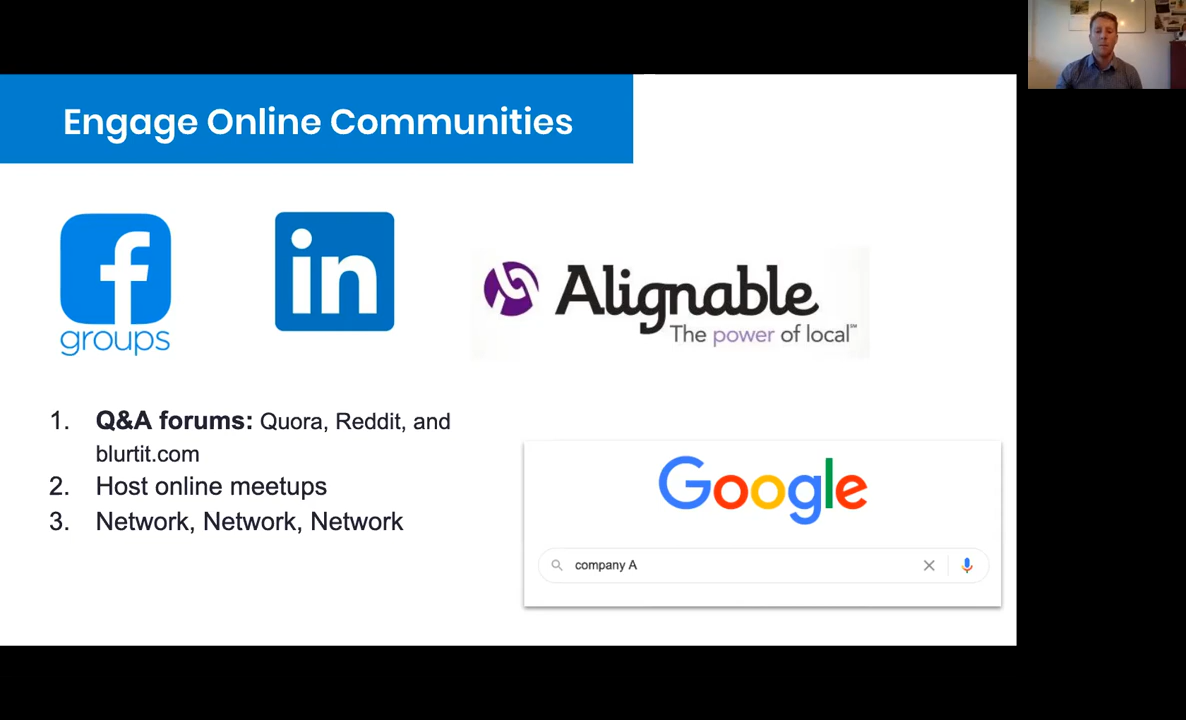 Engage Online Communities
f
groups
in
Alignable
The power of local℠
1. Q&A forums: Quora, Reddit, and
blurtit.com
2. Host online meetups
3. Network, Network, Network
Google
company A